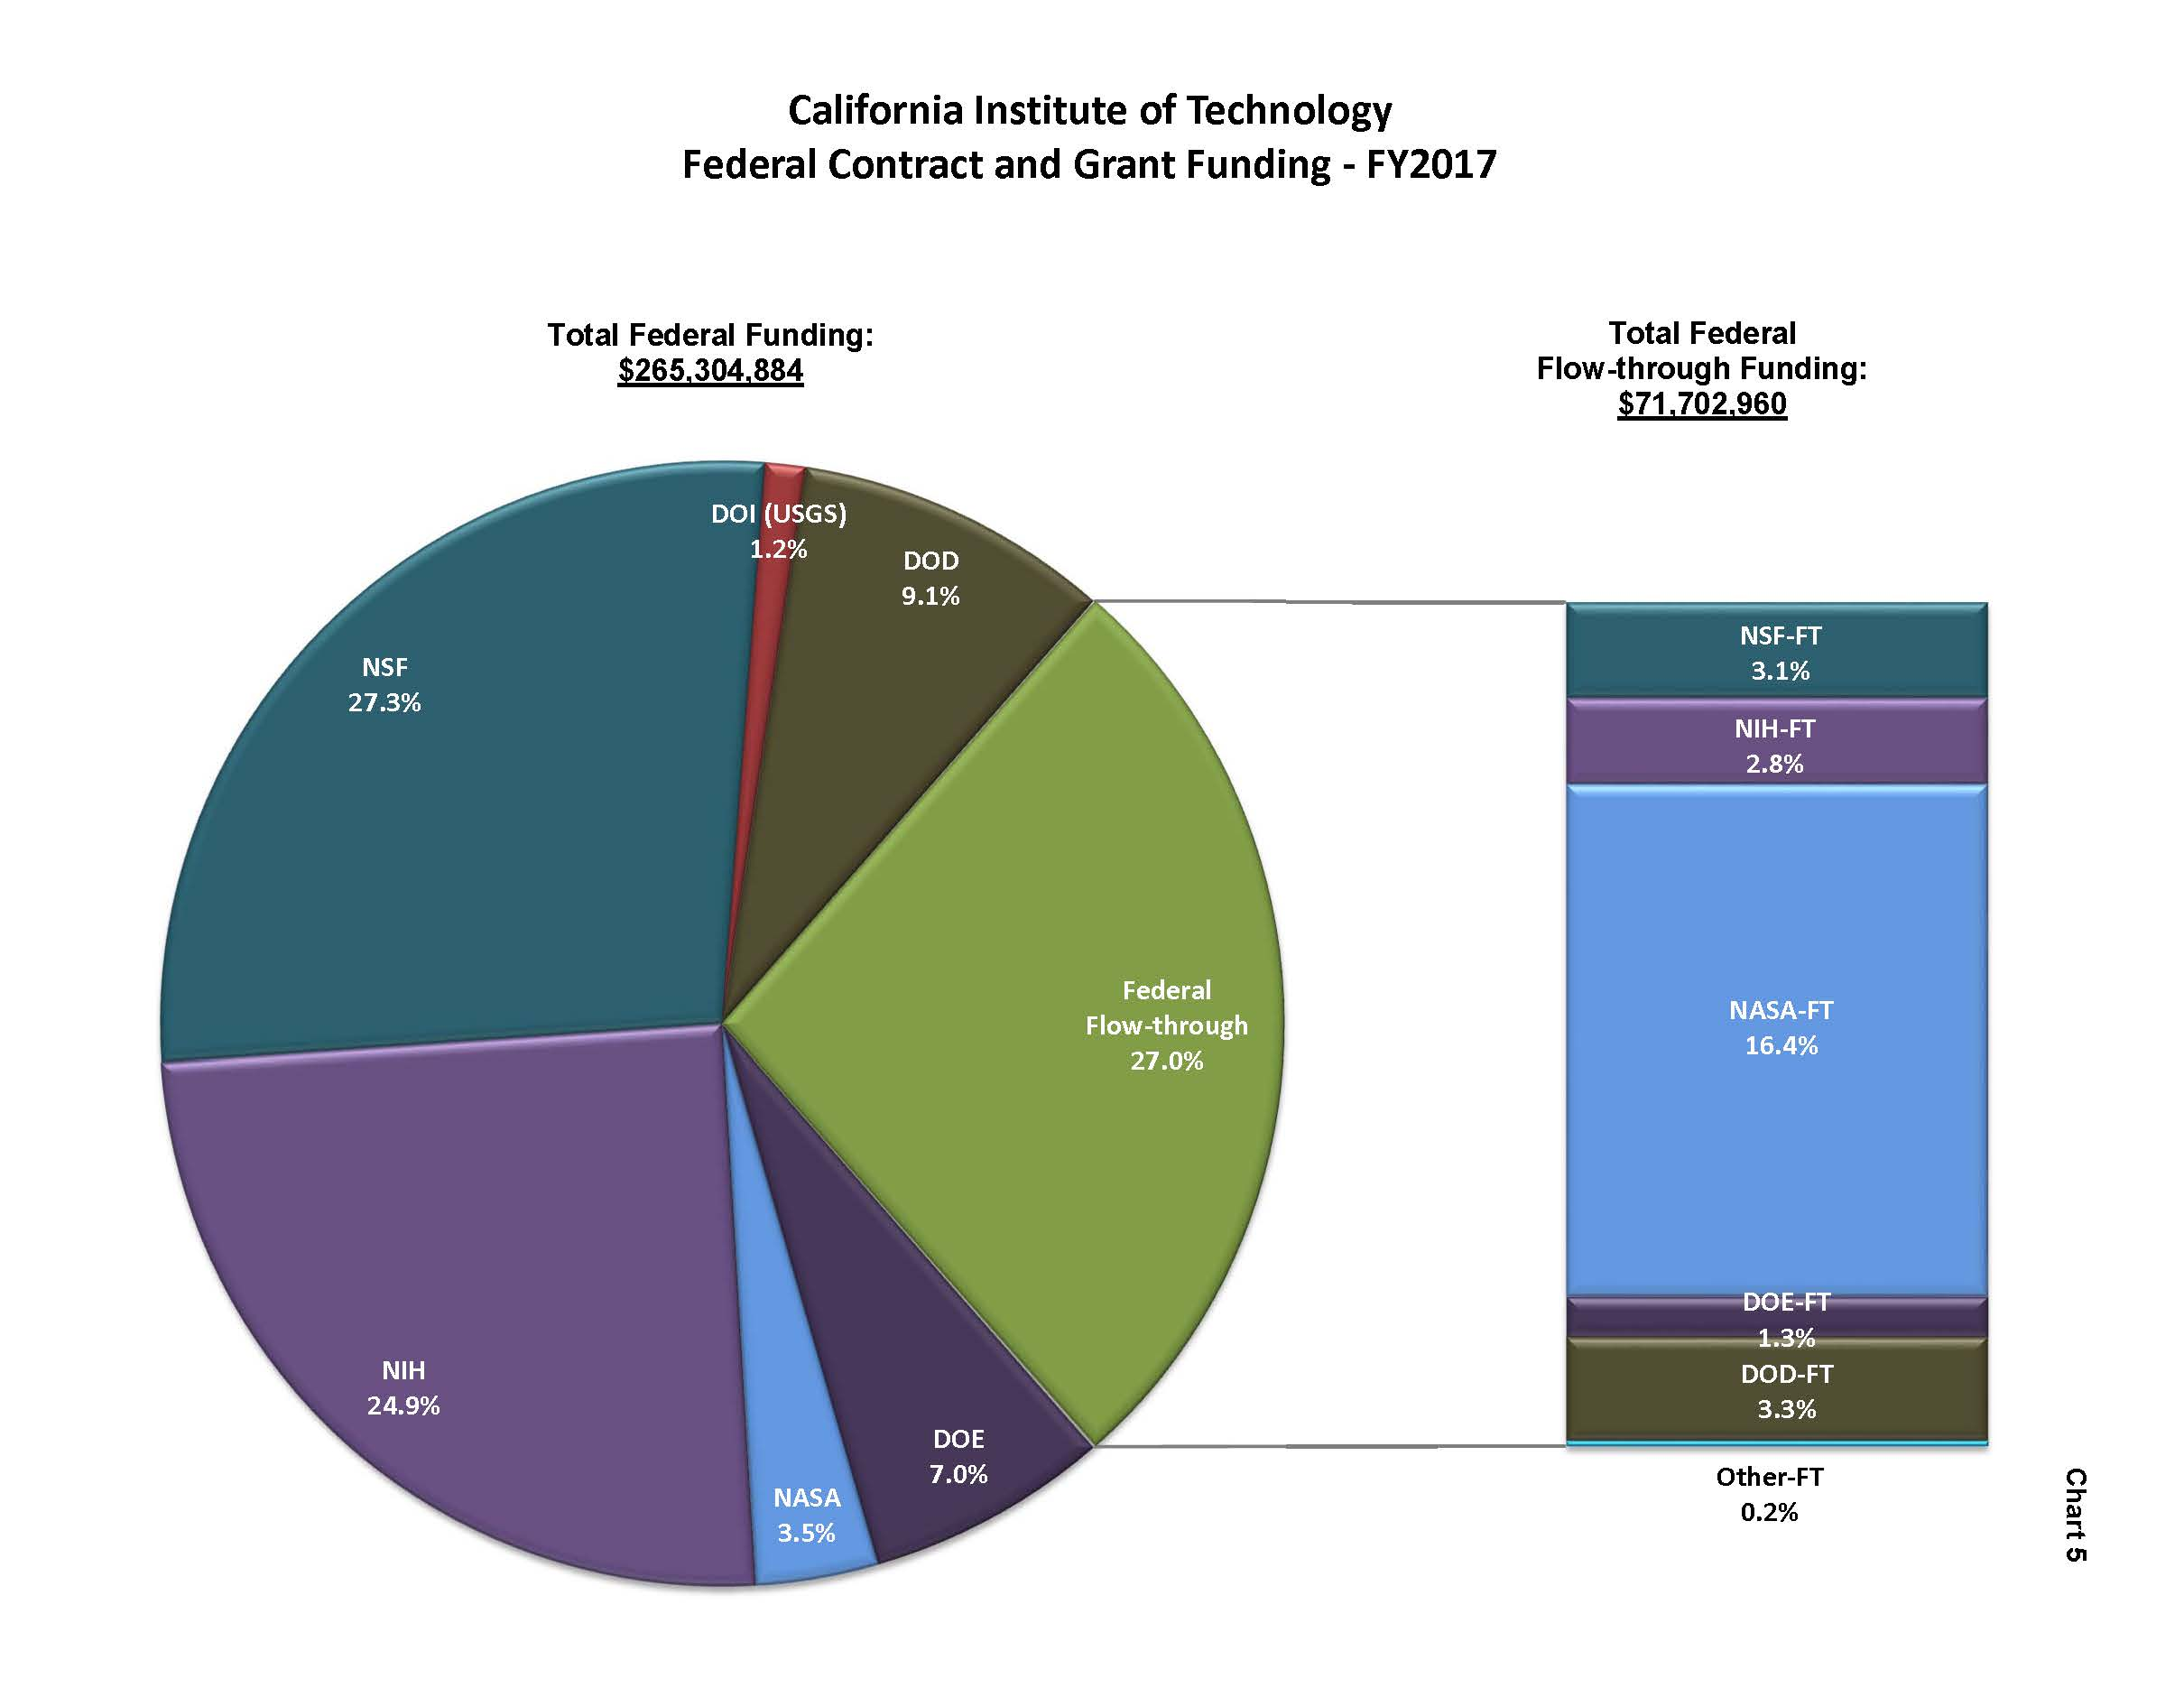 California Institute of Technology
Federal Contract and Grant Funding - FY2017
Total Federal Funding:
$265,304,884
Total Federal
Flow-through Funding:
$71,702,960
DOI (USGS)
1.2%
DOD
9.1%
NSF
27.3%
Federal
Flow-through
27.0%
NIH
24.9%
NASA
3.5%
DOE
7.0%
NSF-FT
3.1%
NIH-FT
2.8%
NASA-FT
16.4%
DOE-FT
1.3%
DOD-FT
3.3%
Other-FT
0.2%
Chart 5